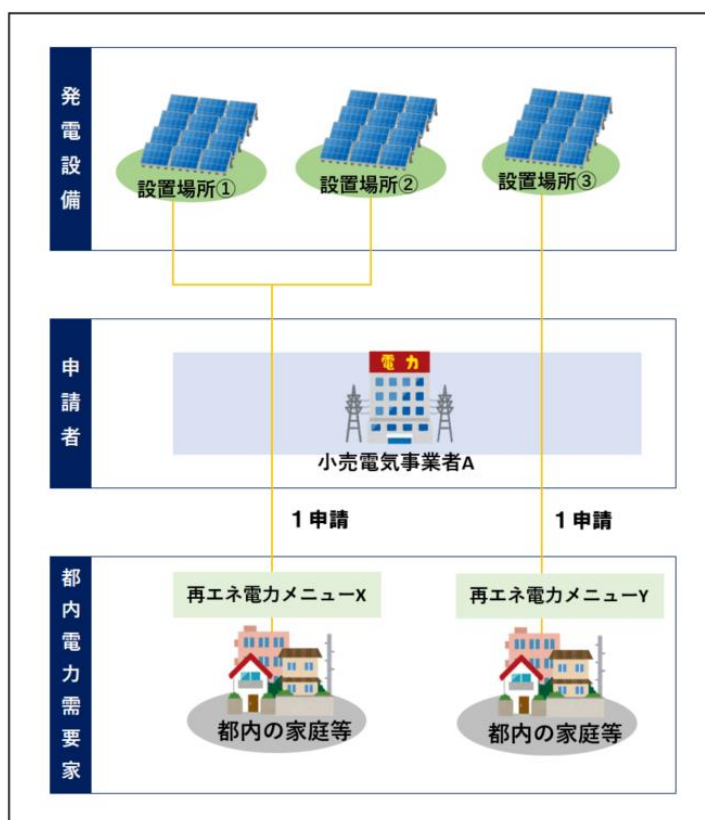 発電設備
設置場所①
設置場所②
設置場所③
申請者
電力
小売電気事業者A
1申請
1申請
都内電力需要家
再エネ電力メニューX
再エネ電力メニューY
都内の家庭等
都内の家庭等